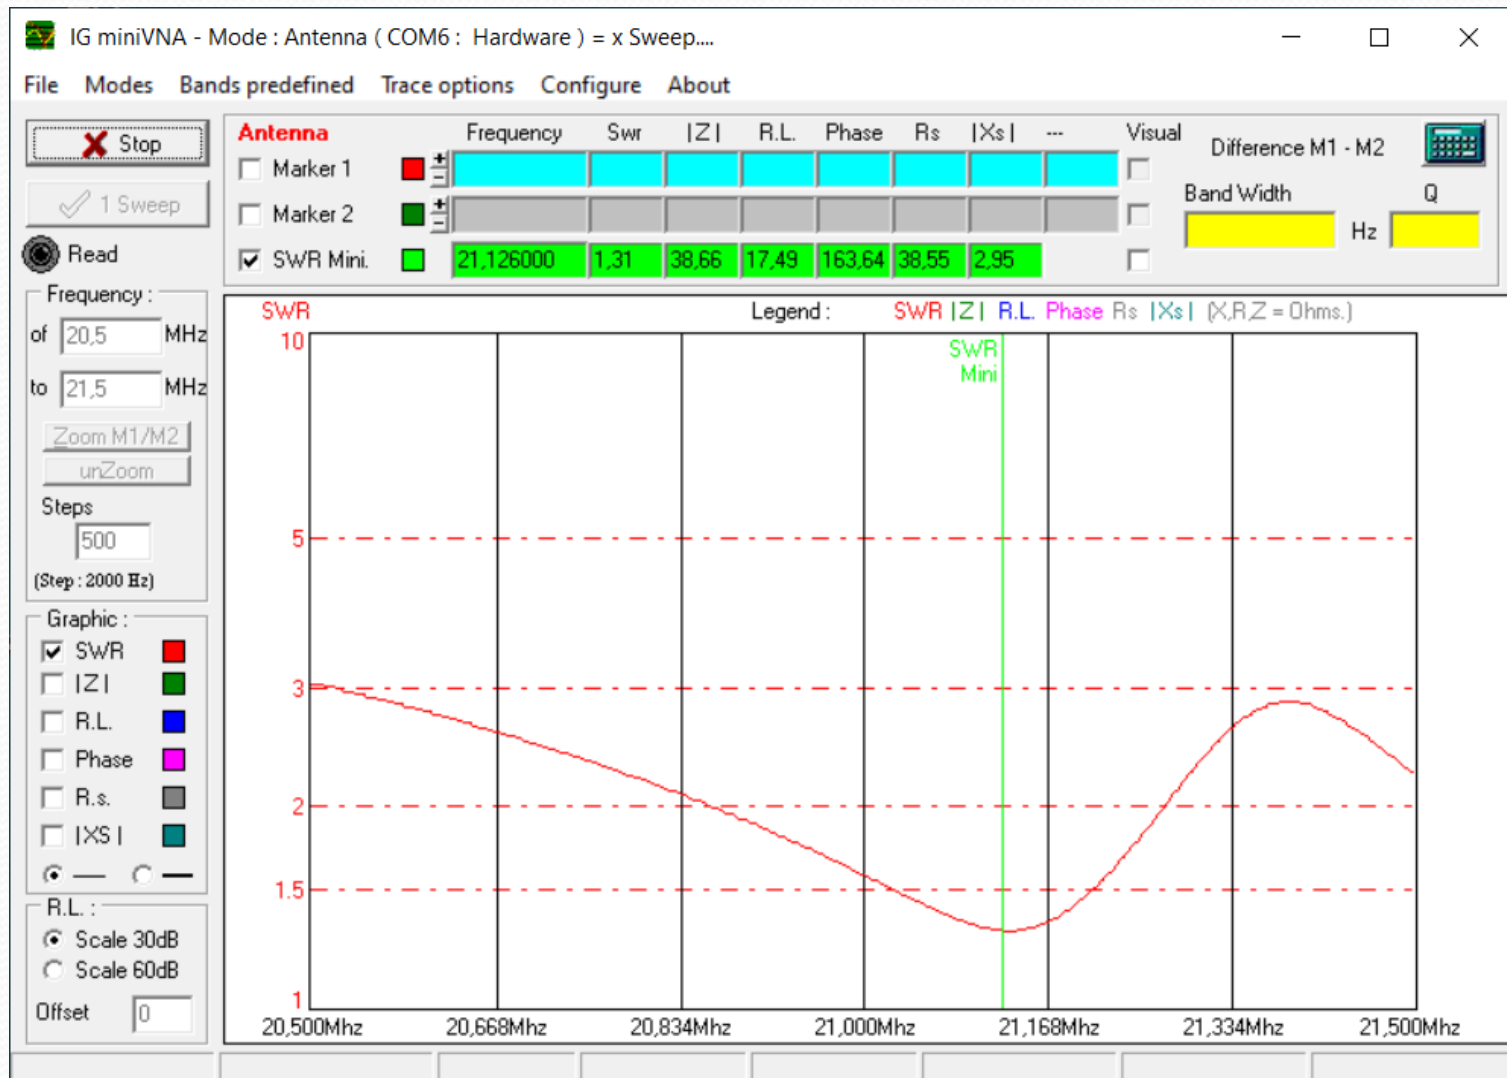 IG miniVNA - Mode : Antenna ( COM6 :  Hardware ) = x Sweep....
File Modes Bands predefined Trace options Configure About
Stop
1 Sweep
Read
Antenna Frequency Swr |Z| R.L. Phase Rs |Xs| --- Visual
Marker 1
Marker 2
SWR Mini. 21,126000 1,31 38,66 17,49 163,64 38,55 2,95
Difference M1 - M2
Band Width Q
Hz
Frequency :
of 20,5 MHz
to 21,5 MHz
Zoom M1/M2
unZoom
Steps
500
(Step : 2000 Hz)
Graphic :
SWR
|Z|
R.L.
Phase
R.s.
|XS|
R.L. :
Scale 30dB
Scale 60dB
Offset 0
SWR Legend : SWR |Z| R.L. Phase Rs |Xs| (X,R,Z = Ohms.)
10
SWR
Mini
5
3
2
1.5
1
20,500Mhz 20,668Mhz 20,834Mhz 21,000Mhz 21,168Mhz 21,334Mhz 21,500Mhz